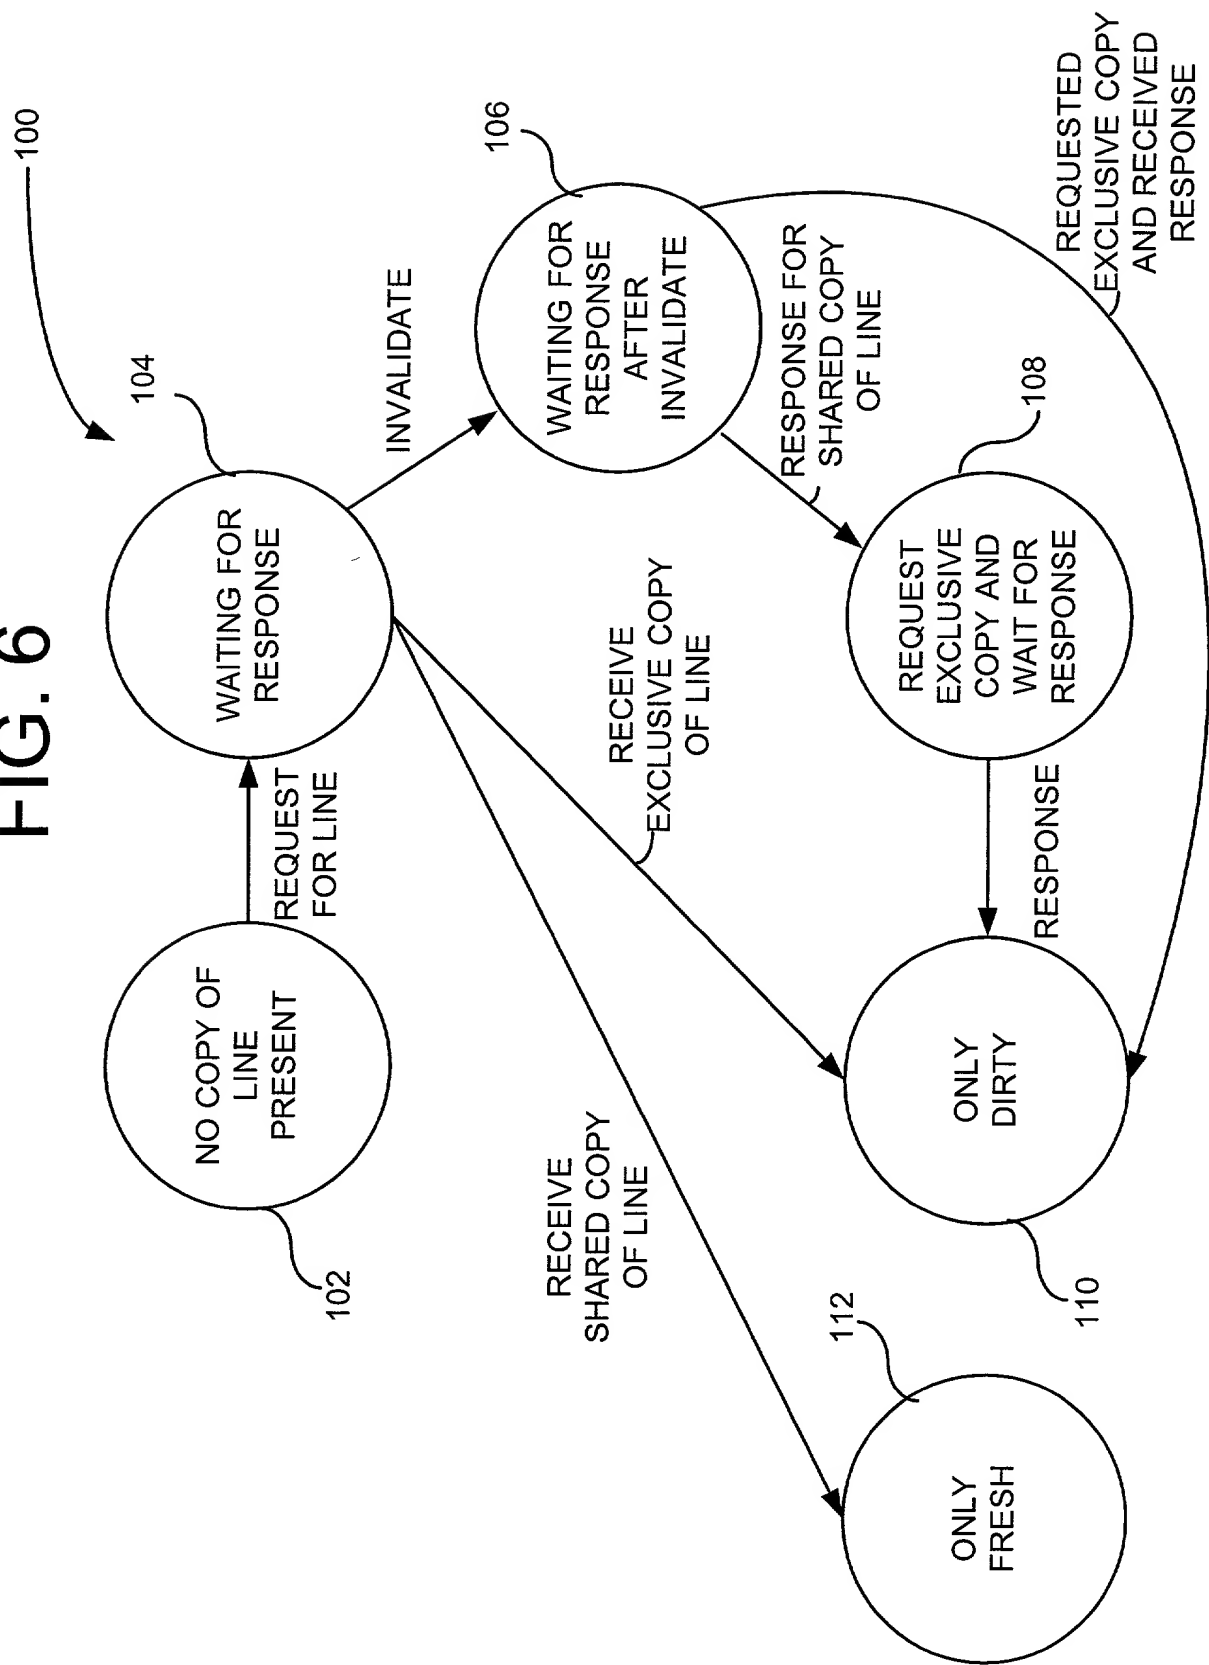 FIG. 6
100
102
NO COPY OF
LINE
PRESENT
REQUEST
FOR LINE
104
WAITING FOR
RESPONSE
INVALIDATE
106
WAITING FOR
RESPONSE
AFTER
INVALIDATE
RECEIVE
SHARED COPY
OF LINE
RECEIVE
EXCLUSIVE COPY
OF LINE
RESPONSE FOR
SHARED COPY
OF LINE
112
ONLY
FRESH
110
ONLY
DIRTY
RESPONSE
108
REQUEST
EXCLUSIVE
COPY AND
WAIT FOR
RESPONSE
REQUESTED
EXCLUSIVE COPY
AND RECEIVED
RESPONSE